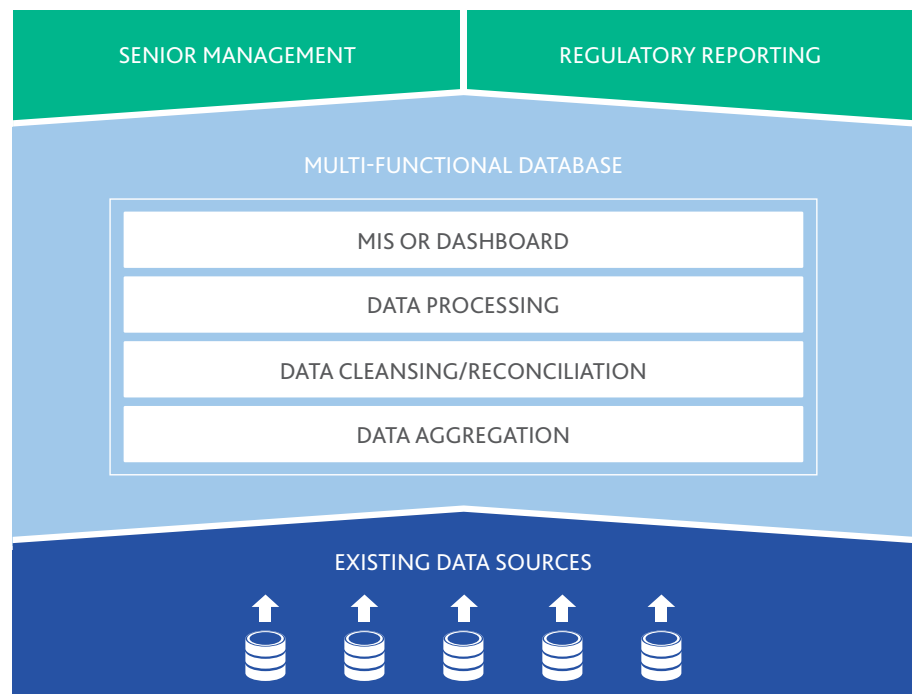 SENIOR MANAGEMENT
REGULATORY REPORTING
MULTI-FUNCTIONAL DATABASE
MIS OR DASHBOARD
DATA PROCESSING
DATA CLEANSING/RECONCILIATION
DATA AGGREGATION
EXISTING DATA SOURCES